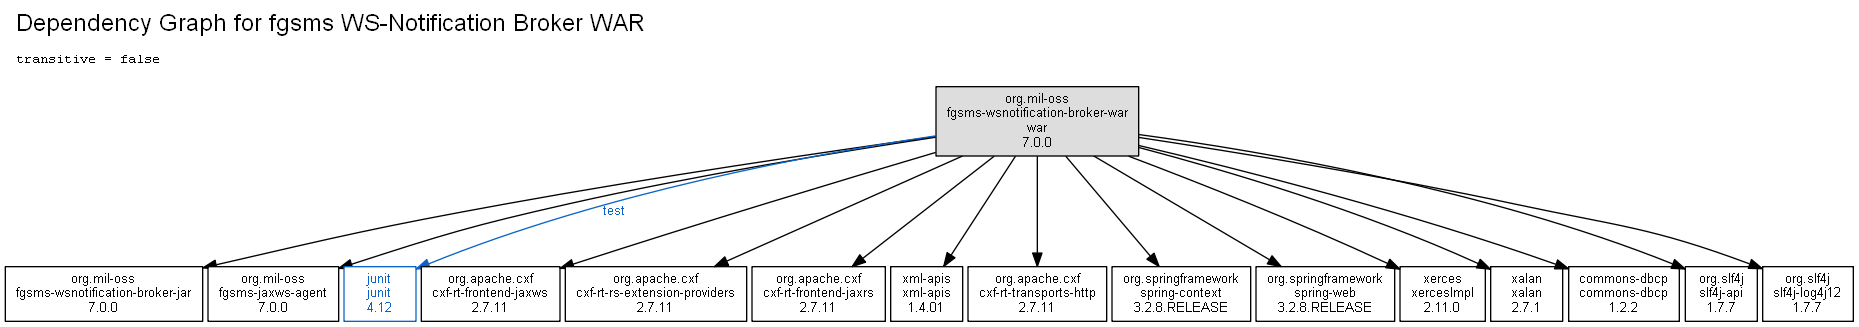 Dependency Graph for fgsms WS-Notification Broker WAR
transitive = false
org.mil-oss
fgsms-wsnotification-broker-war
war
7.0.0
test
org.mil-oss
fgsms-wsnotification-broker-jar
7.0.0
org.mil-oss
fgsms-jaxws-agent
7.0.0
junit
junit
4.12
org.apache.cxf
cxf-rt-frontend-jaxws
2.7.11
org.apache.cxf
cxf-rt-rs-extension-providers
2.7.11
org.apache.cxf
cxf-rt-frontend-jaxrs
2.7.11
xml-apis
xml-apis
1.4.01
org.apache.cxf
cxf-rt-transports-http
2.7.11
org.springframework
spring-context
3.2.8.RELEASE
org.springframework
spring-web
3.2.8.RELEASE
xerces
xercesImpl
2.11.0
xalan
xalan
2.7.1
commons-dbcp
commons-dbcp
1.2.2
org.slf4j
slf4j-api
1.7.7
org.slf4j
slf4j-log4j12
1.7.7